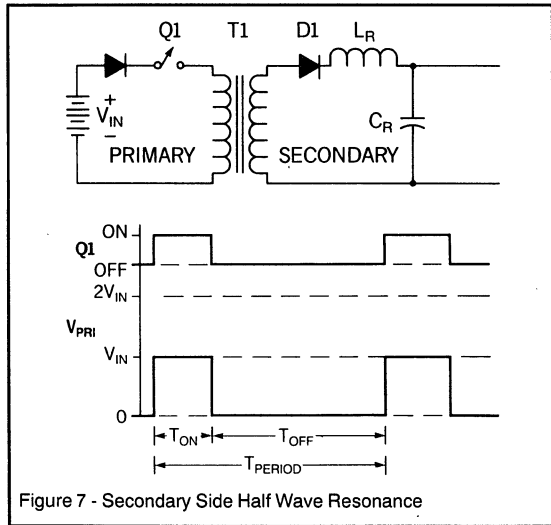 Q1 T1 D1 L_R
+
V_IN
–
PRIMARY SECONDARY
C_R
ON
Q1
OFF
2V_IN
V_PRI
V_IN
0
T_ON T_OFF
T_PERIOD
Figure 7 - Secondary Side Half Wave Resonance